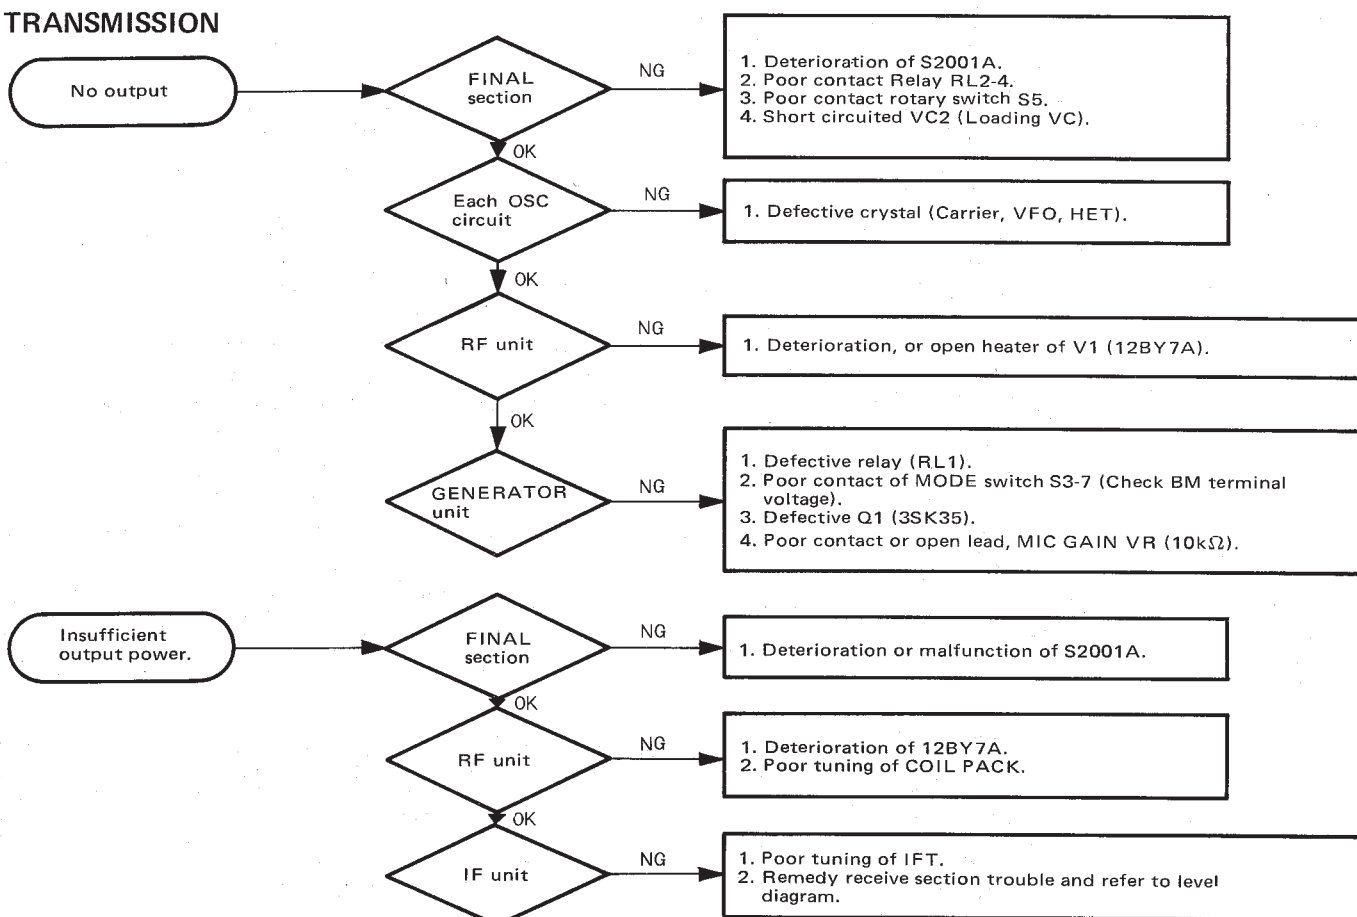 TRANSMISSION
No output
FINAL
section
NG
1. Deterioration of S2001A.
2. Poor contact Relay RL2-4.
3. Poor contact rotary switch S5.
4. Short circuited VC2 (Loading VC).
OK
Each OSC
circuit
NG
1. Defective crystal (Carrier, VFO, HET).
OK
RF unit
NG
1. Deterioration, or open heater of V1 (12BY7A).
OK
GENERATOR
unit
NG
1. Defective relay (RL1).
2. Poor contact of MODE switch S3-7 (Check BM terminal
voltage).
3. Defective Q1 (3SK35).
4. Poor contact or open lead, MIC GAIN VR (10kΩ).
Insufficient
output power.
FINAL
section
NG
1. Deterioration or malfunction of S2001A.
OK
RF unit
NG
1. Deterioration of 12BY7A.
2. Poor tuning of COIL PACK.
OK
IF unit
NG
1. Poor tuning of IFT.
2. Remedy receive section trouble and refer to level
diagram.